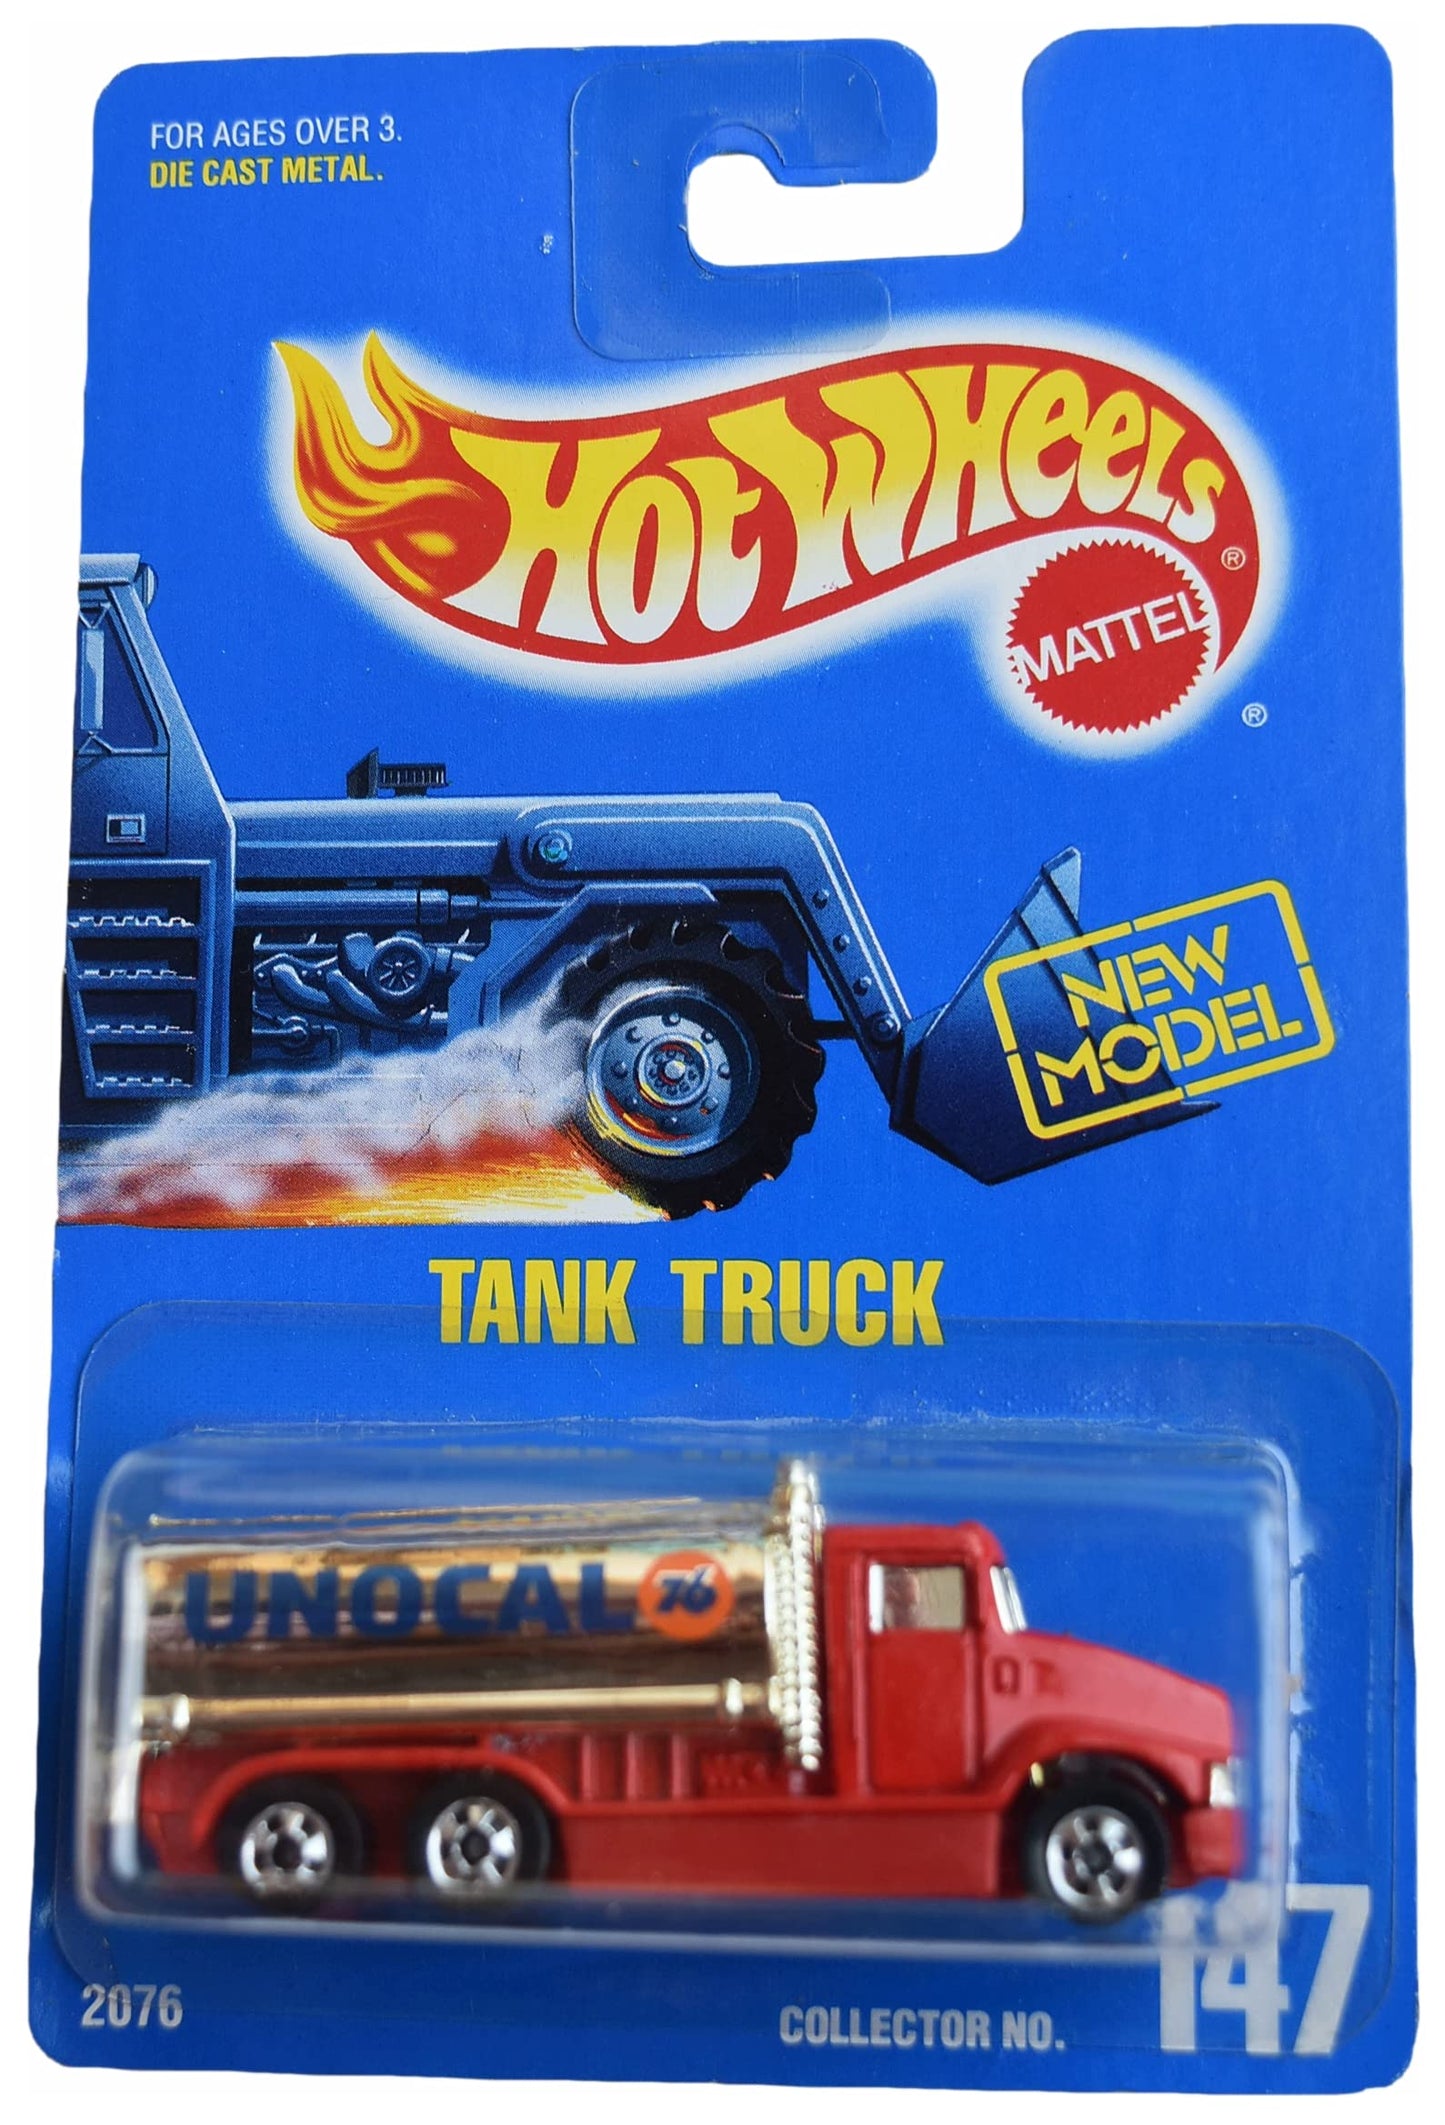 FOR AGES OVER 3.
DIE CAST METAL.
HOT WHEELS ®
MATTEL ®
NEW
MODEL
TANK TRUCK
UNOCAL 76
2076
COLLECTOR NO. 147